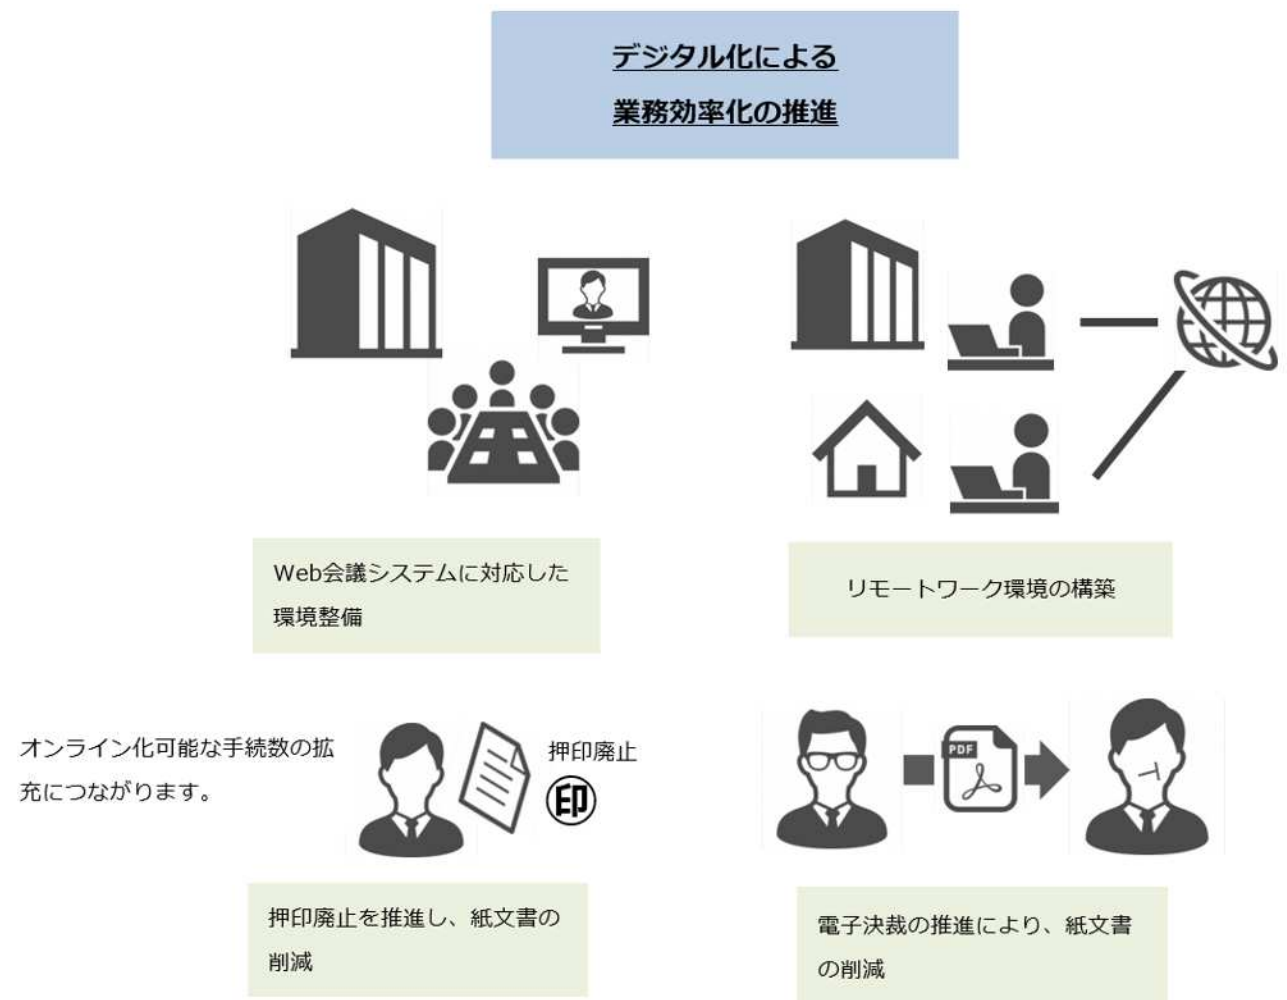 デジタル化による
業務効率化の推進
Web会議システムに対応した
環境整備
リモートワーク環境の構築
オンライン化可能な手続数の拡
充につながります。
押印廃止
印
PDF
押印廃止を推進し、紙文書の
削減
電子決裁の推進により、紙文書
の削減